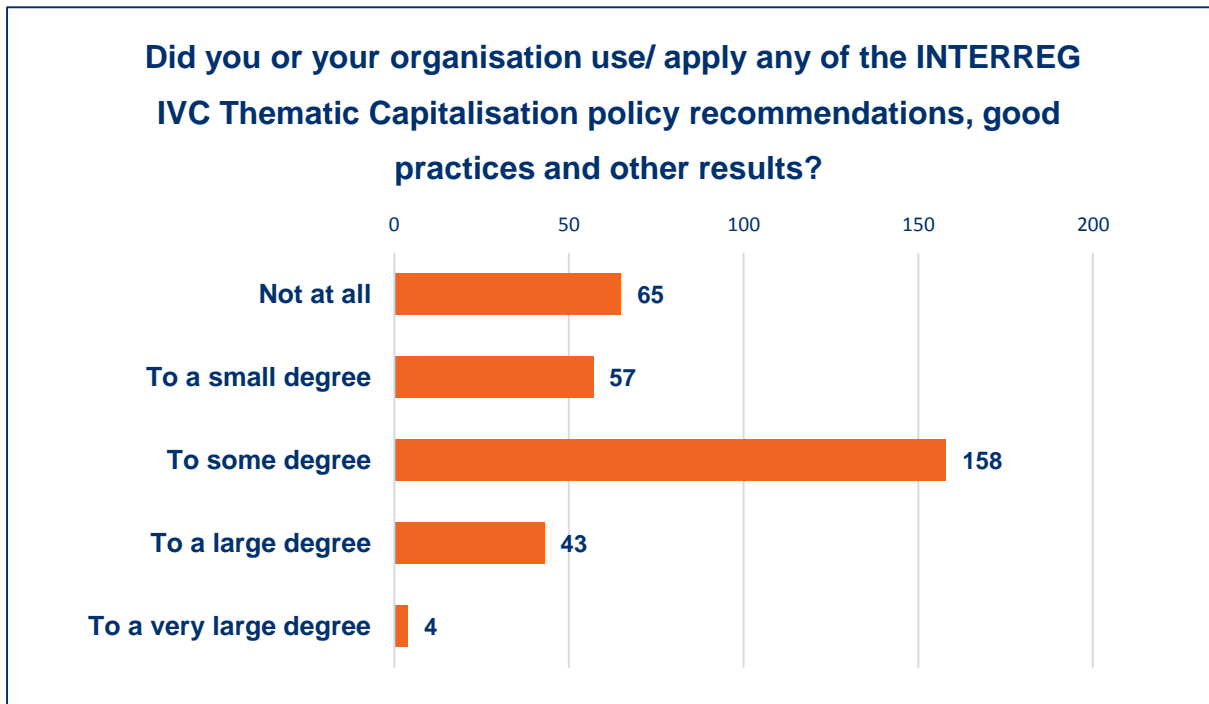 Did you or your organisation use/ apply any of the INTERREG
IVC Thematic Capitalisation policy recommendations, good
practices and other results?
0 50 100 150 200
Not at all 65
To a small degree 57
To some degree 158
To a large degree 43
To a very large degree 4